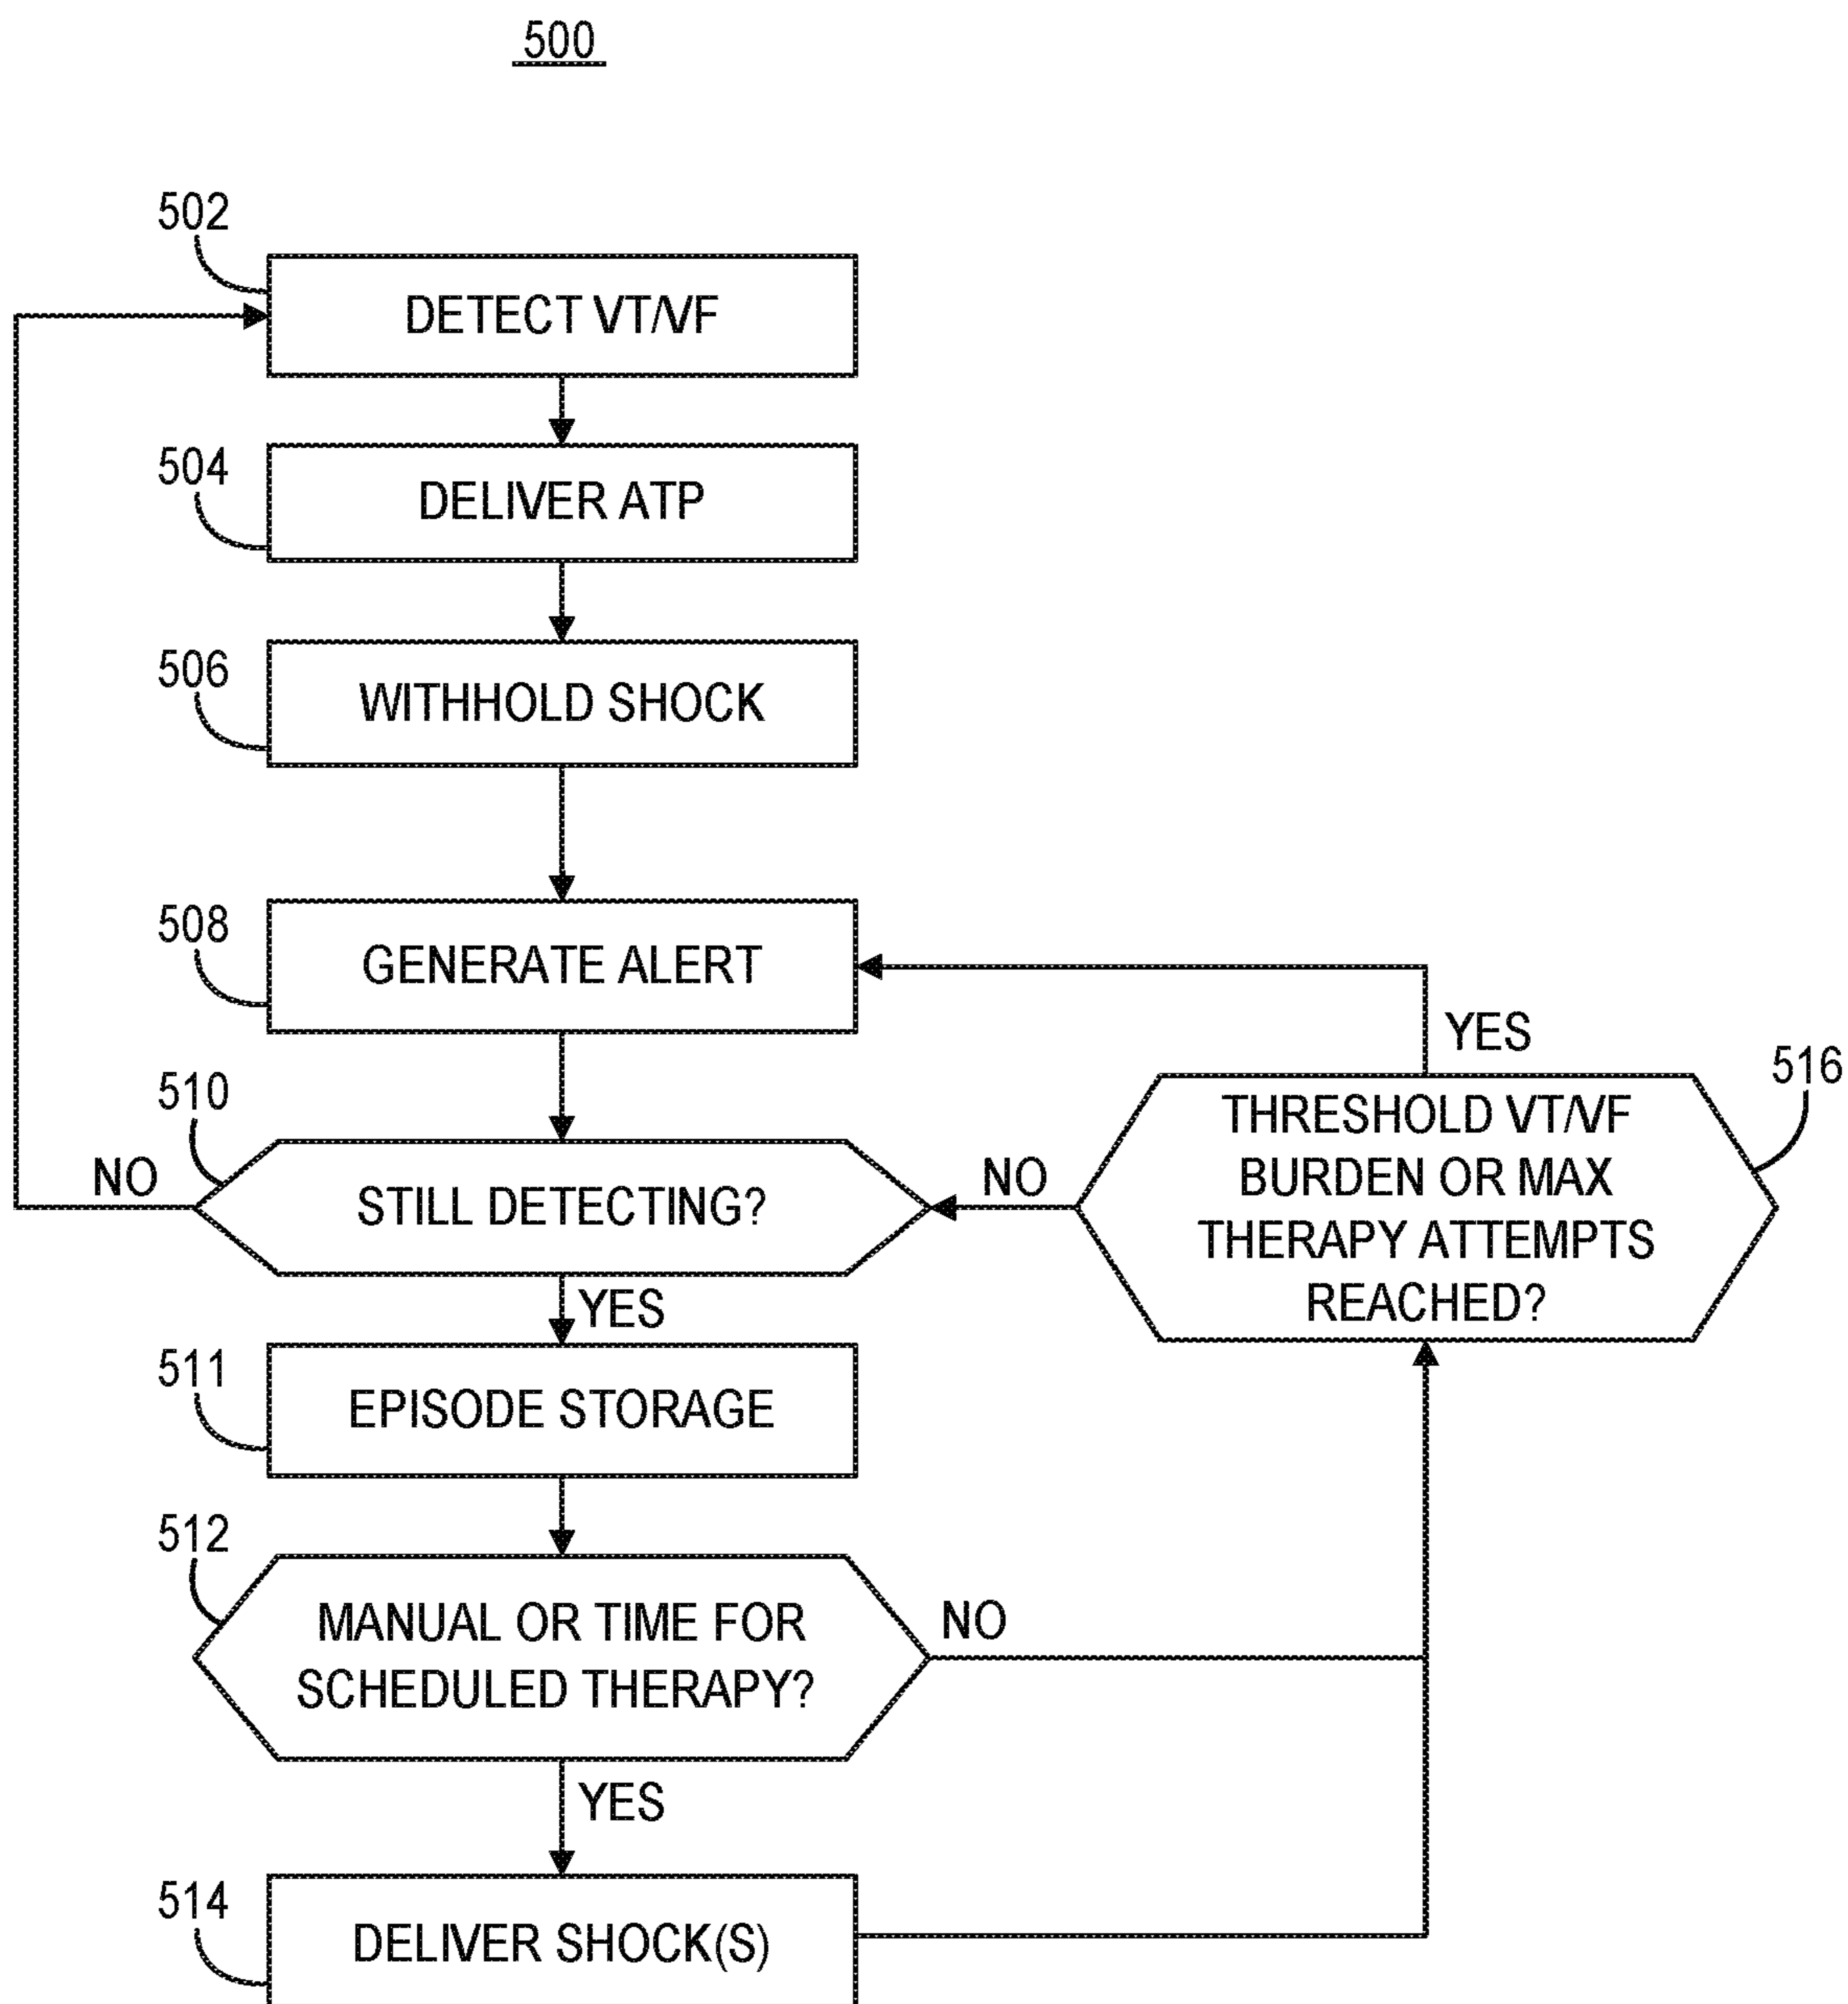 500
502
DETECT VT/VF
504
DELIVER ATP
506
WITHHOLD SHOCK
508
GENERATE ALERT
YES
516
THRESHOLD VT/VF
BURDEN OR MAX
THERAPY ATTEMPTS
REACHED?
510
NO
STILL DETECTING?
NO
YES
511
EPISODE STORAGE
512
MANUAL OR TIME FOR
SCHEDULED THERAPY?
NO
YES
514
DELIVER SHOCK(S)